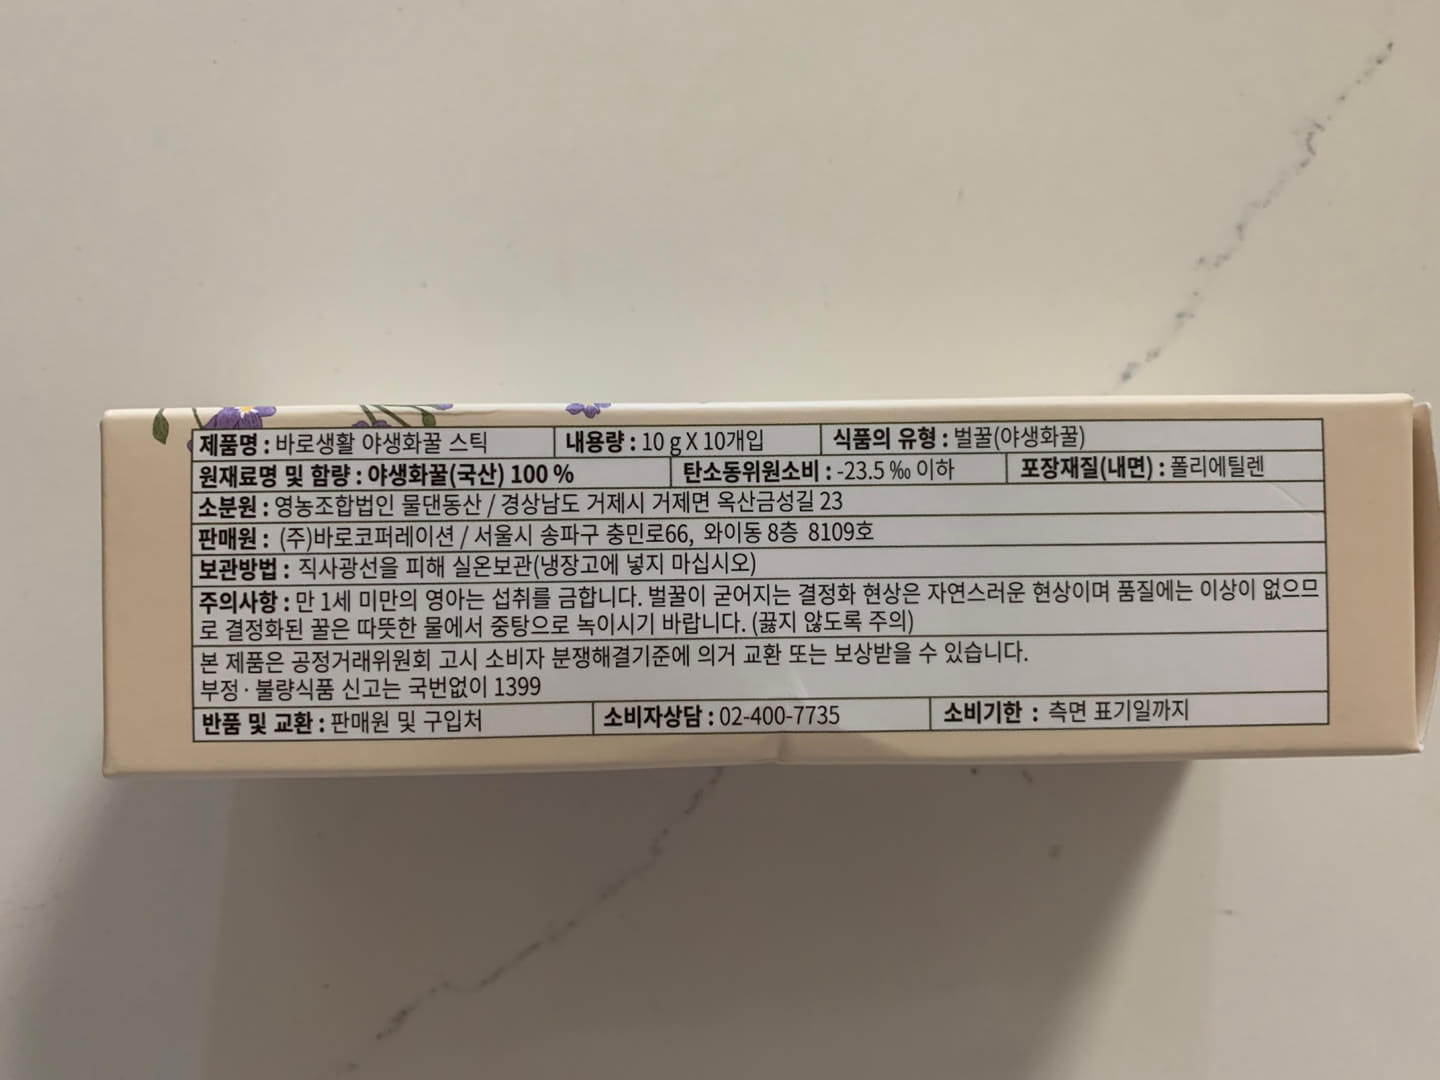 제품명 : 바로생활 야생화꿀 스틱 내용량 : 10 g X 10개입 식품의 유형 : 벌꿀(야생화꿀)
원재료명 및 함량 : 야생화꿀(국산) 100 % 탄소동위원소비 : -23.5 ‰ 이하 포장재질(내면) : 폴리에틸렌
소분원 : 영농조합법인 물댄동산 / 경상남도 거제시 거제면 옥산금성길 23
판매원 : (주)바로코퍼레이션 / 서울시 송파구 충민로66, 와이동 8층 8109호
보관방법 : 직사광선을 피해 실온보관(냉장고에 넣지 마십시오)
주의사항 : 만 1세 미만의 영아는 섭취를 금합니다. 벌꿀이 굳어지는 결정화 현상은 자연스러운 현상이며 품질에는 이상이 없으므
로 결정화된 꿀은 따뜻한 물에서 중탕으로 녹이시기 바랍니다. (끓지 않도록 주의)
본 제품은 공정거래위원회 고시 소비자 분쟁해결기준에 의거 교환 또는 보상받을 수 있습니다.
부정 · 불량식품 신고는 국번없이 1399
반품 및 교환 : 판매원 및 구입처 소비자상담 : 02-400-7735 소비기한 : 측면 표기일까지